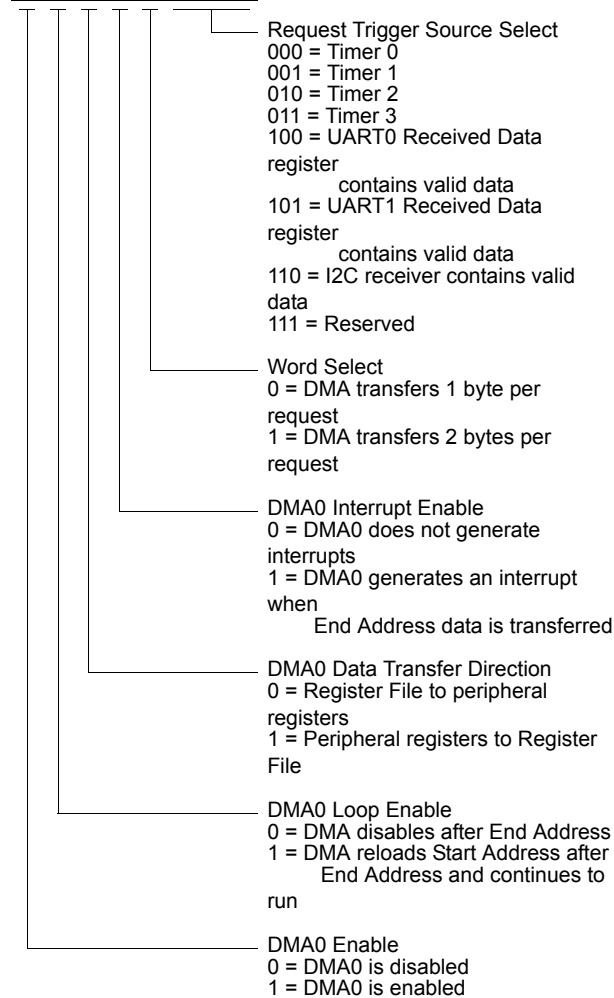 Request Trigger Source Select
000 = Timer 0
001 = Timer 1
010 = Timer 2
011 = Timer 3
100 = UART0 Received Data
register
contains valid data
101 = UART1 Received Data
register
contains valid data
110 = I2C receiver contains valid
data
111 = Reserved
Word Select
0 = DMA transfers 1 byte per
request
1 = DMA transfers 2 bytes per
request
DMA0 Interrupt Enable
0 = DMA0 does not generate
interrupts
1 = DMA0 generates an interrupt
when
End Address data is transferred
DMA0 Data Transfer Direction
0 = Register File to peripheral
registers
1 = Peripheral registers to Register
File
DMA0 Loop Enable
0 = DMA disables after End Address
1 = DMA reloads Start Address after
End Address and continues to
run
DMA0 Enable
0 = DMA0 is disabled
1 = DMA0 is enabled